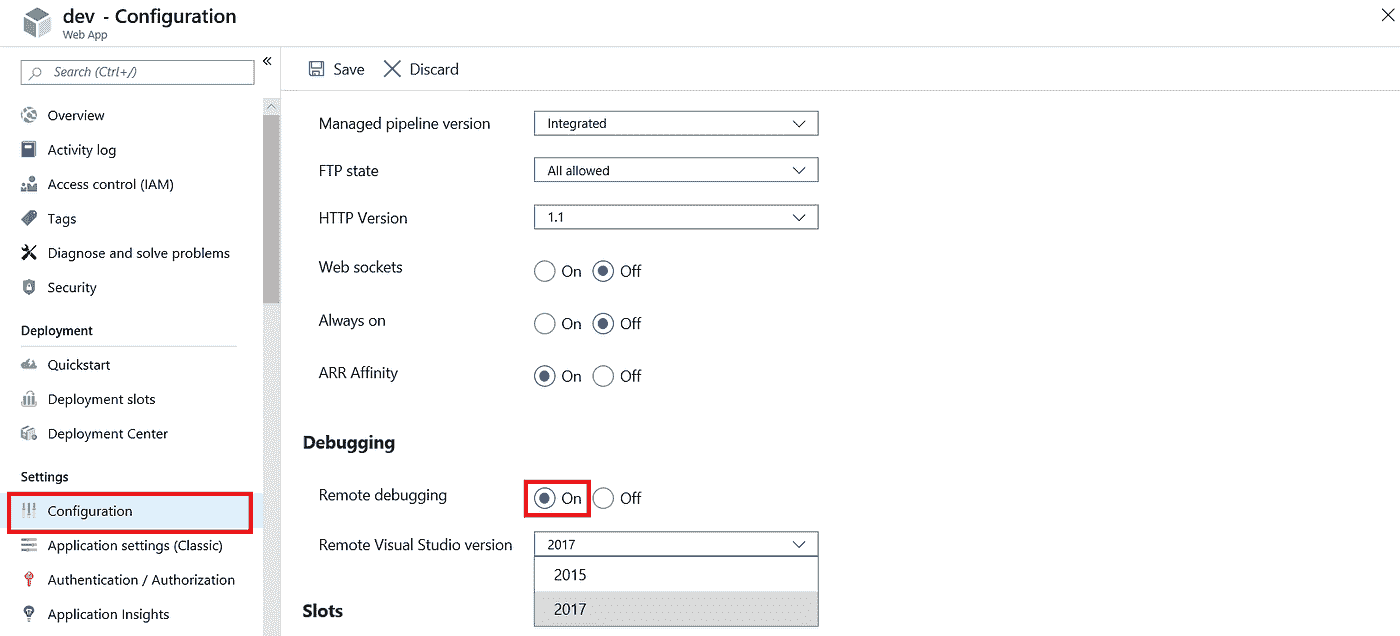 dev - Configuration
Web App
Search (Ctrl+/)
«
Overview
Activity log
Access control (IAM)
Tags
Diagnose and solve problems
Security
Deployment
Quickstart
Deployment slots
Deployment Center
Settings
Configuration
Application settings (Classic)
Authentication / Authorization
Application Insights
Save Discard
Managed pipeline version Integrated
FTP state All allowed
HTTP Version 1.1
Web sockets On Off
Always on On Off
ARR Affinity On Off
Debugging
Remote debugging On Off
Remote Visual Studio version 2017
2015
2017
Slots